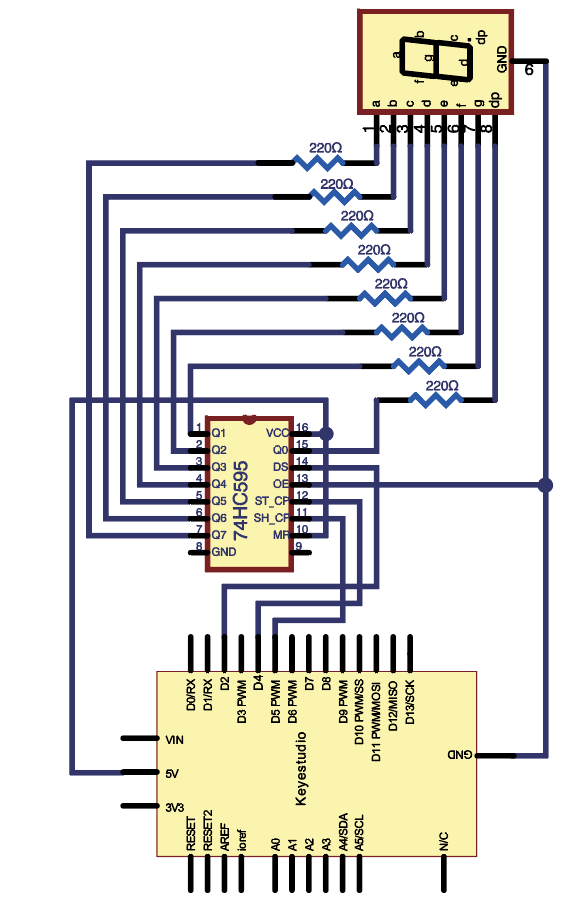 b c dp
a g d
f e
GND
6
a b c d e f g dp
1 2 3 4 5 6 7 8
220Ω
220Ω
220Ω
220Ω
220Ω
220Ω
220Ω
220Ω
74HC595
1 Q1 VCC 16
2 Q2 Q0 15
3 Q3 DS 14
4 Q4 OE 13
5 Q5 ST_CP 12
6 Q6 SH_CP 11
7 Q7 MR 10
8 GND 9
D0/RX D1/RX D2 D3 PWM D4 D5 PWM D6 PWM D7 D8 D9 PWM D10 PWM/SS D11 PWM/MOSI D12/MISO D13/SCK
VIN
5V
3V3
Keyestudio
GND
RESET RESET2 AREF ioref A0 A1 A2 A3 A4/SDA A5/SCL N/C